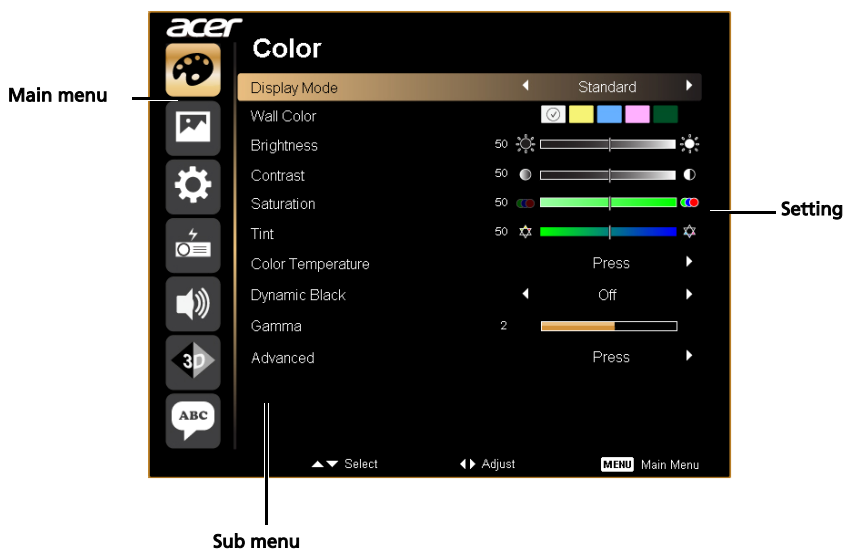 acer
Color
Main menu
Display Mode Standard
Wall Color
Brightness 50
Contrast 50
Saturation 50
Setting
Tint 50
Color Temperature Press
Dynamic Black Off
Gamma 2
3D
Advanced Press
ABC
Select Adjust MENU Main Menu
Sub menu